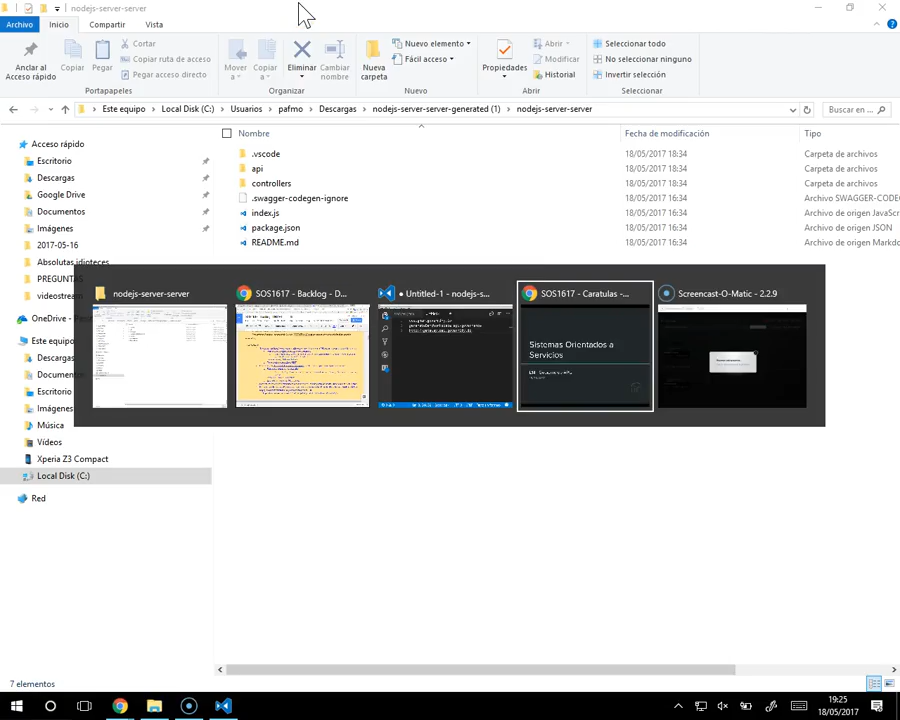 nodejs-server-server
Archivo Inicio Compartir Vista
Anclar al Acceso rápido
Copiar
Pegar
Cortar
Copiar ruta de acceso
Pegar acceso directo
Portapapeles
Mover a
Copiar a
Eliminar
Cambiar nombre
Organizar
Nueva carpeta
Nuevo elemento
Fácil acceso
Nuevo
Propiedades
Abrir
Modificar
Historial
Abrir
Seleccionar todo
No seleccionar ninguno
Invertir selección
Seleccionar
Este equipo > Local Disk (C:) > Usuarios > pafmo > Descargas > nodejs-server-server-generated (1) > nodejs-server-server
Buscar en ...
Nombre Fecha de modificación Tipo
.vscode 18/05/2017 18:34 Carpeta de archivos
api 18/05/2017 18:34 Carpeta de archivos
controllers 18/05/2017 18:34 Carpeta de archivos
.swagger-codegen-ignore 18/05/2017 16:34 Archivo SWAGGER-CODEG
index.js 18/05/2017 16:34 Archivo de origen JavaScr
package.json 18/05/2017 16:34 Archivo de origen JSON
README.md 18/05/2017 16:34 Archivo de origen Markdo
Acceso rápido
Escritorio
Descargas
Google Drive
Documentos
Imágenes
2017-05-16
Absolutas idioteces
PREGUNTA
videostream
OneDrive -
Este equipo
Descargas
Documentos
Escritorio
Imágenes
Música
Vídeos
Xperia Z3 Compact
Local Disk (C:)
Red
nodejs-server-server
SOS1617 - Backlog - D...
● Untitled-1 - nodejs-s...
SOS1617 - Caratulas -...
Screencast-O-Matic - 2.2.9
Sistemas Orientados a
Servicios
7 elementos
19:25
18/05/2017